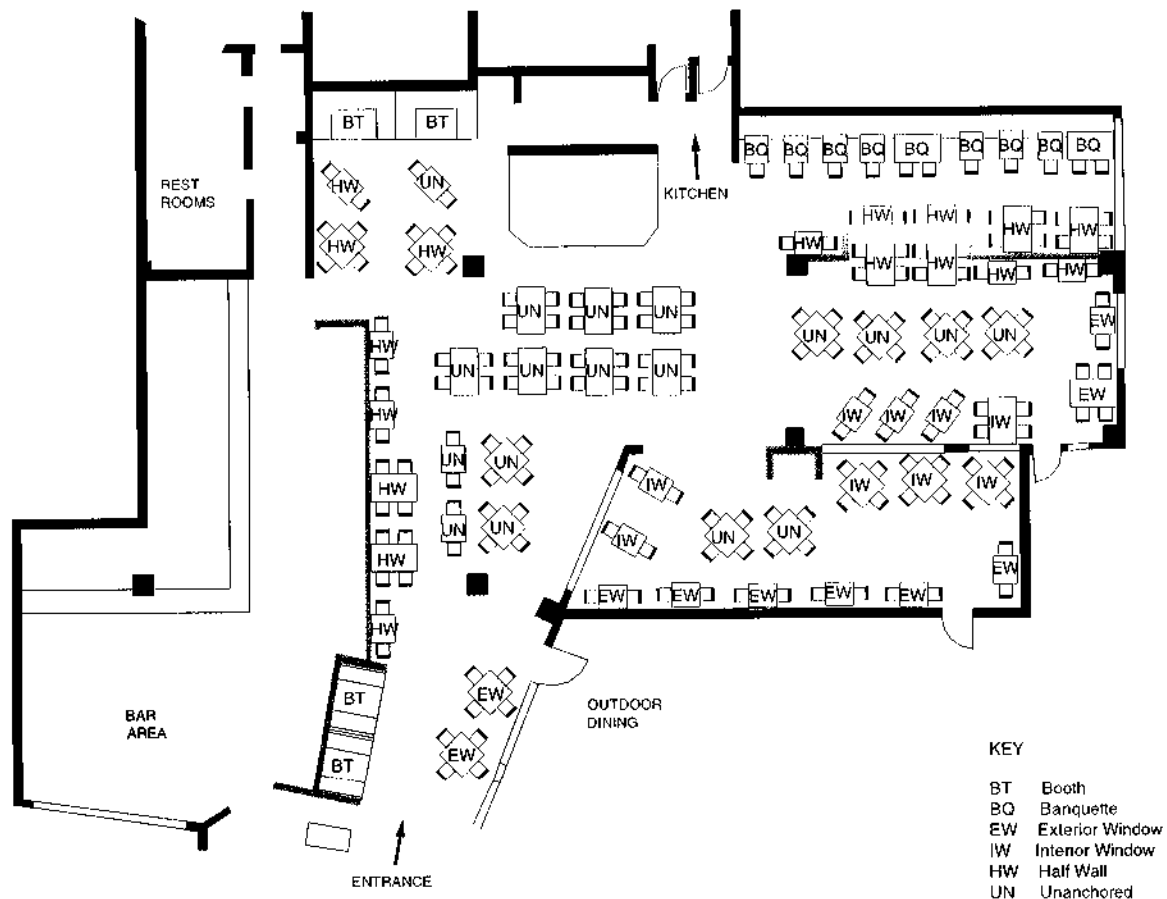 BT BT
BQ BQ BQ BQ BQ BQ BQ BQ BQ
REST
ROOMS
HW UN
KITCHEN
HW HW HW HW
HW HW HW
HW HW
HW HW
UN UN UN
EW
UN UN UN UN
HW
UN UN UN UN
EW
HW
IW IW IW IW
UN UN
HW
IW
IW IW IW
UN UN
IW
UN UN
HW
EW
EW EW EW EW EW
HW
BT
EW
OUTDOOR
DINING
BAR
AREA
EW
BT
ENTRANCE
KEY
BT Booth
BQ Banquette
EW Exterior Window
IW Interior Window
HW Half Wall
UN Unanchored